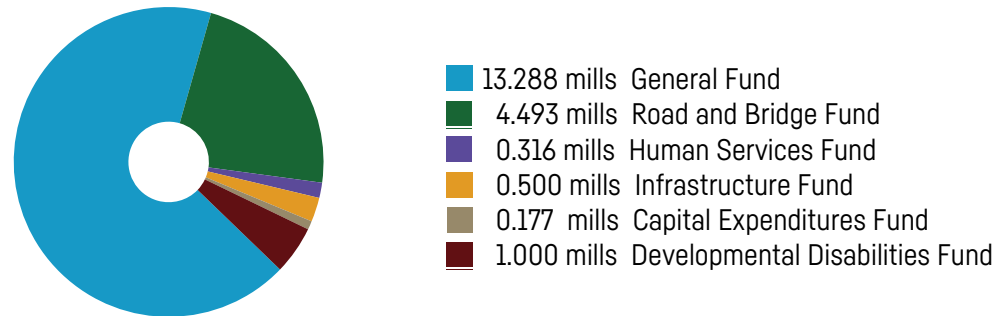 13.288 mills General Fund
4.493 mills Road and Bridge Fund
0.316 mills Human Services Fund
0.500 mills Infrastructure Fund
0.177 mills Capital Expenditures Fund
1.000 mills Developmental Disabilities Fund